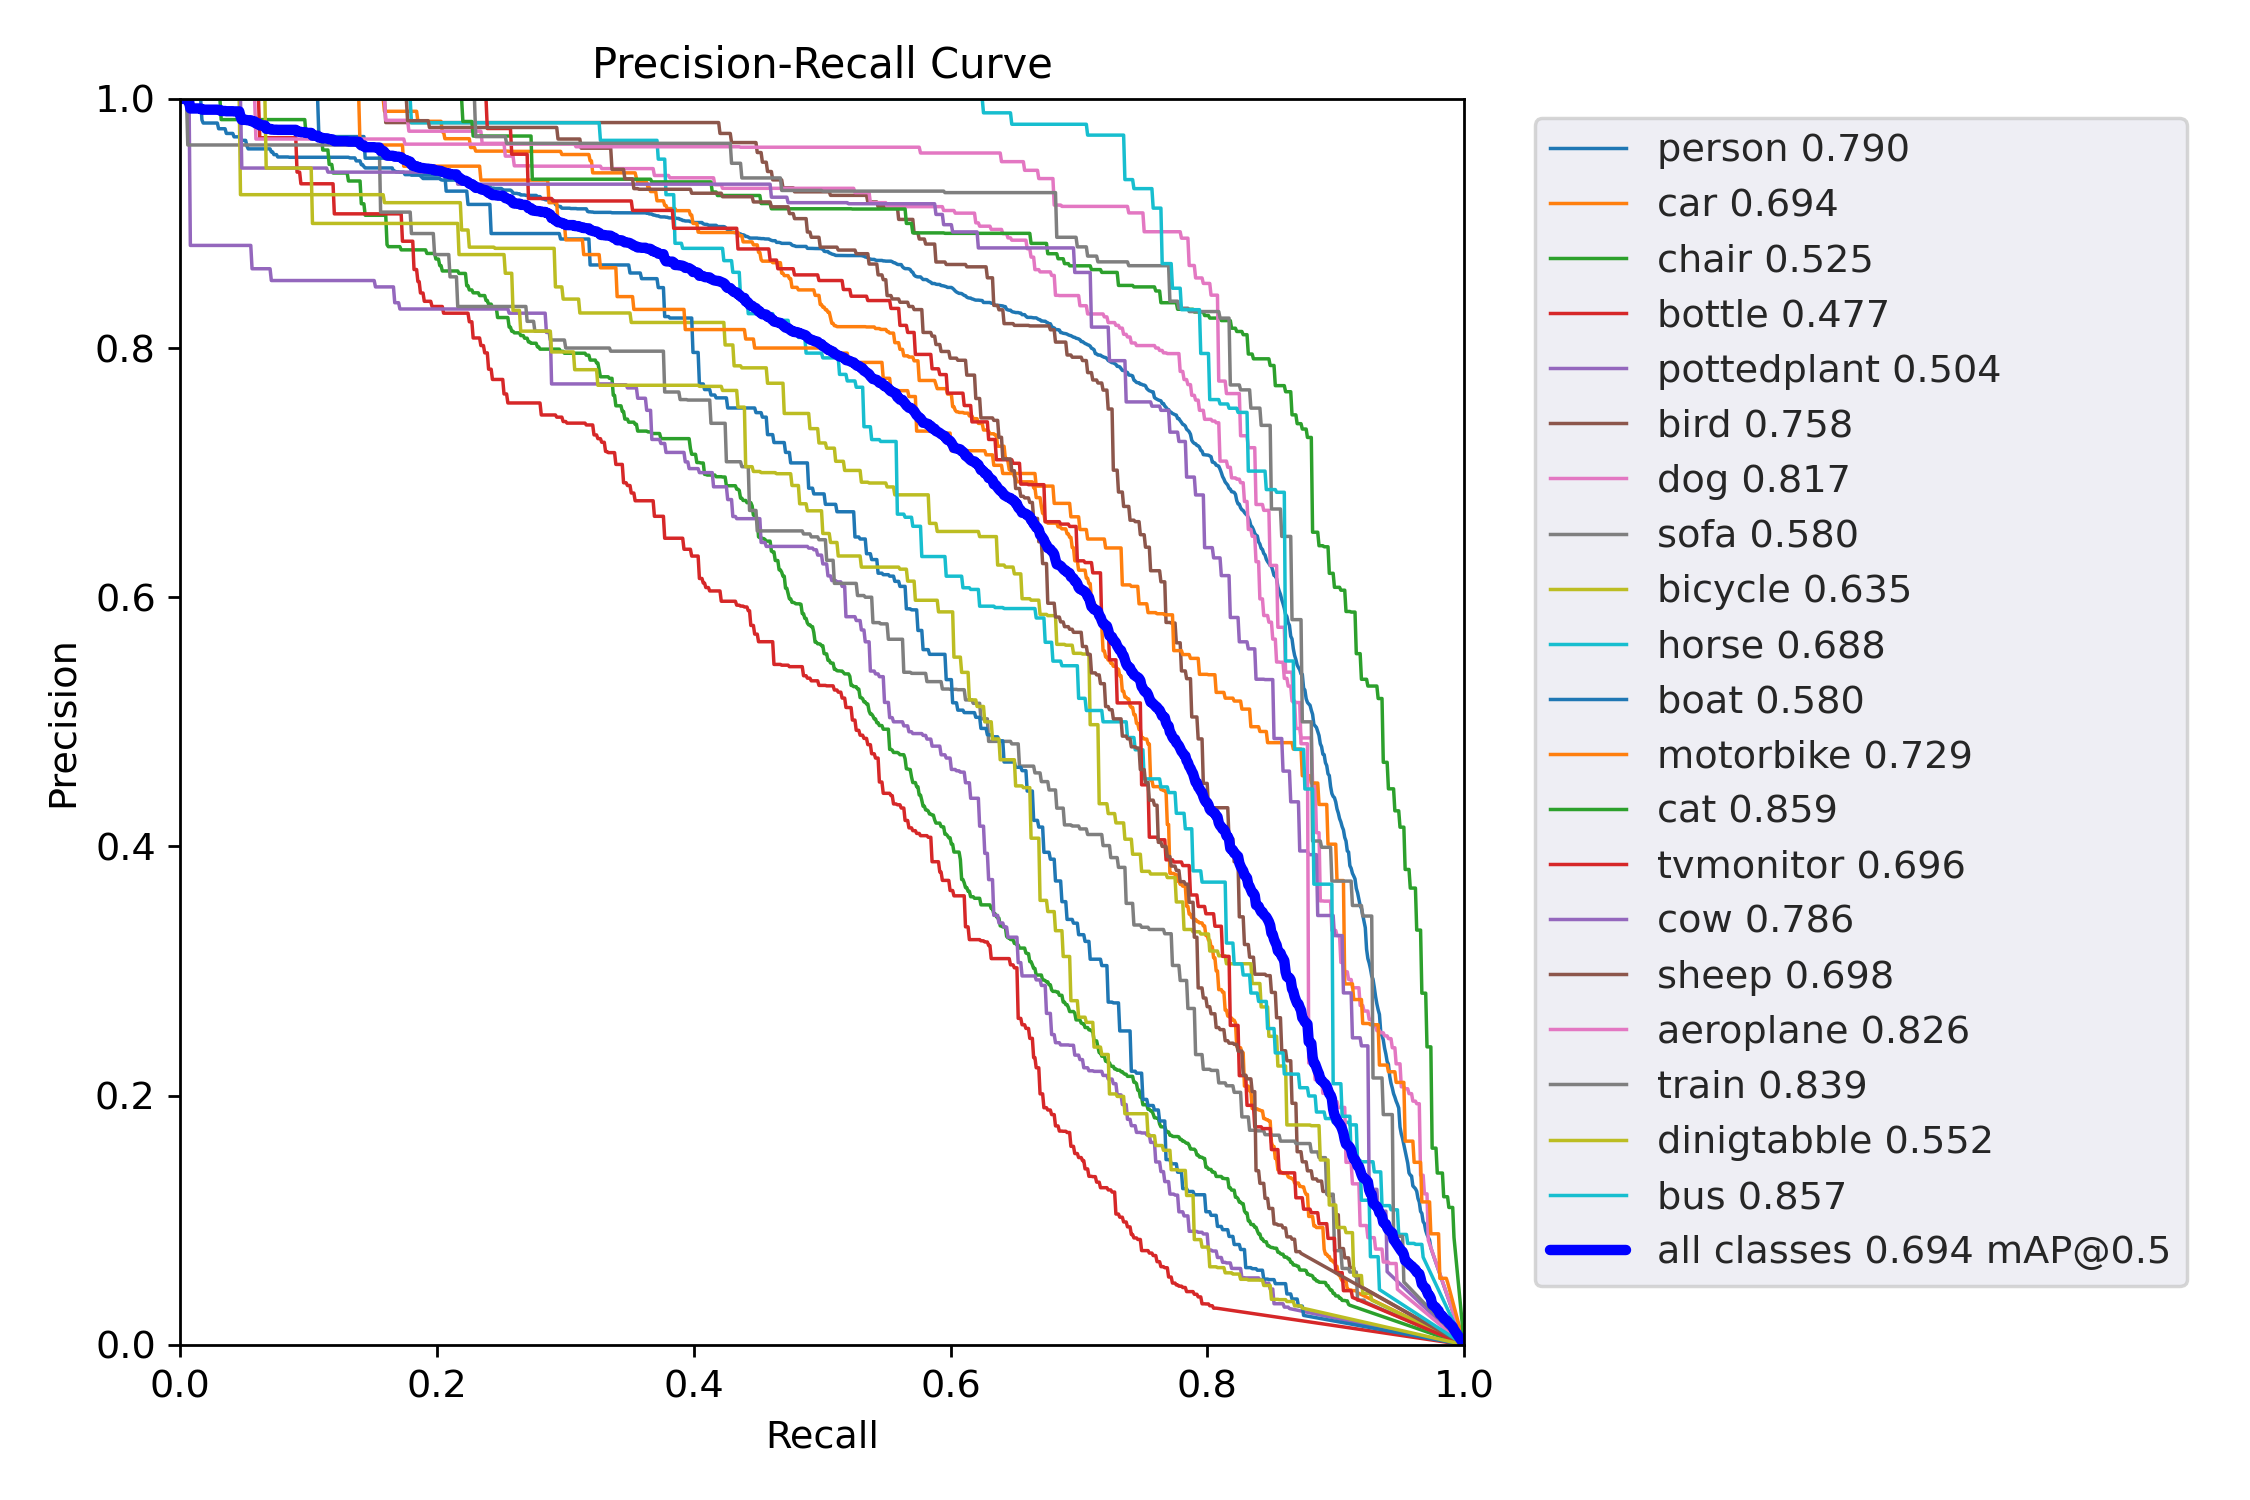 Precision-Recall Curve
1.0
0.8
0.6
0.4
0.2
0.0
Precision
0.0 0.2 0.4 0.6 0.8 1.0
Recall
person 0.790
car 0.694
chair 0.525
bottle 0.477
pottedplant 0.504
bird 0.758
dog 0.817
sofa 0.580
bicycle 0.635
horse 0.688
boat 0.580
motorbike 0.729
cat 0.859
tvmonitor 0.696
cow 0.786
sheep 0.698
aeroplane 0.826
train 0.839
dinigtabble 0.552
bus 0.857
all classes 0.694 mAP@0.5